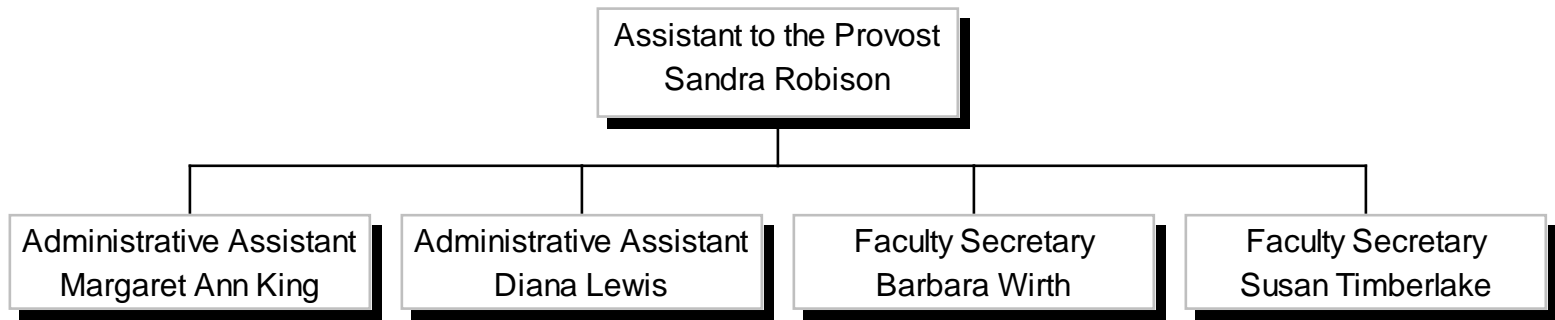 Assistant to the Provost
Sandra Robison
Administrative Assistant
Margaret Ann King
Administrative Assistant
Diana Lewis
Faculty Secretary
Barbara Wirth
Faculty Secretary
Susan Timberlake